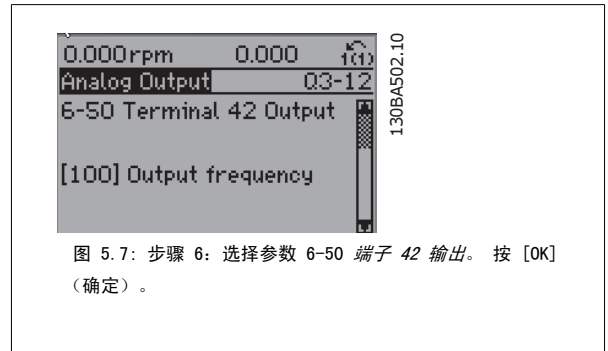 0.000rpm 0.000 1(1)
Analog Output Q3-12
6-50 Terminal 42 Output
[100] Output frequency
130BA502.10
图 5.7: 步骤 6: 选择参数 6-50 端子 42 输出。 按 [OK]
（确定）。